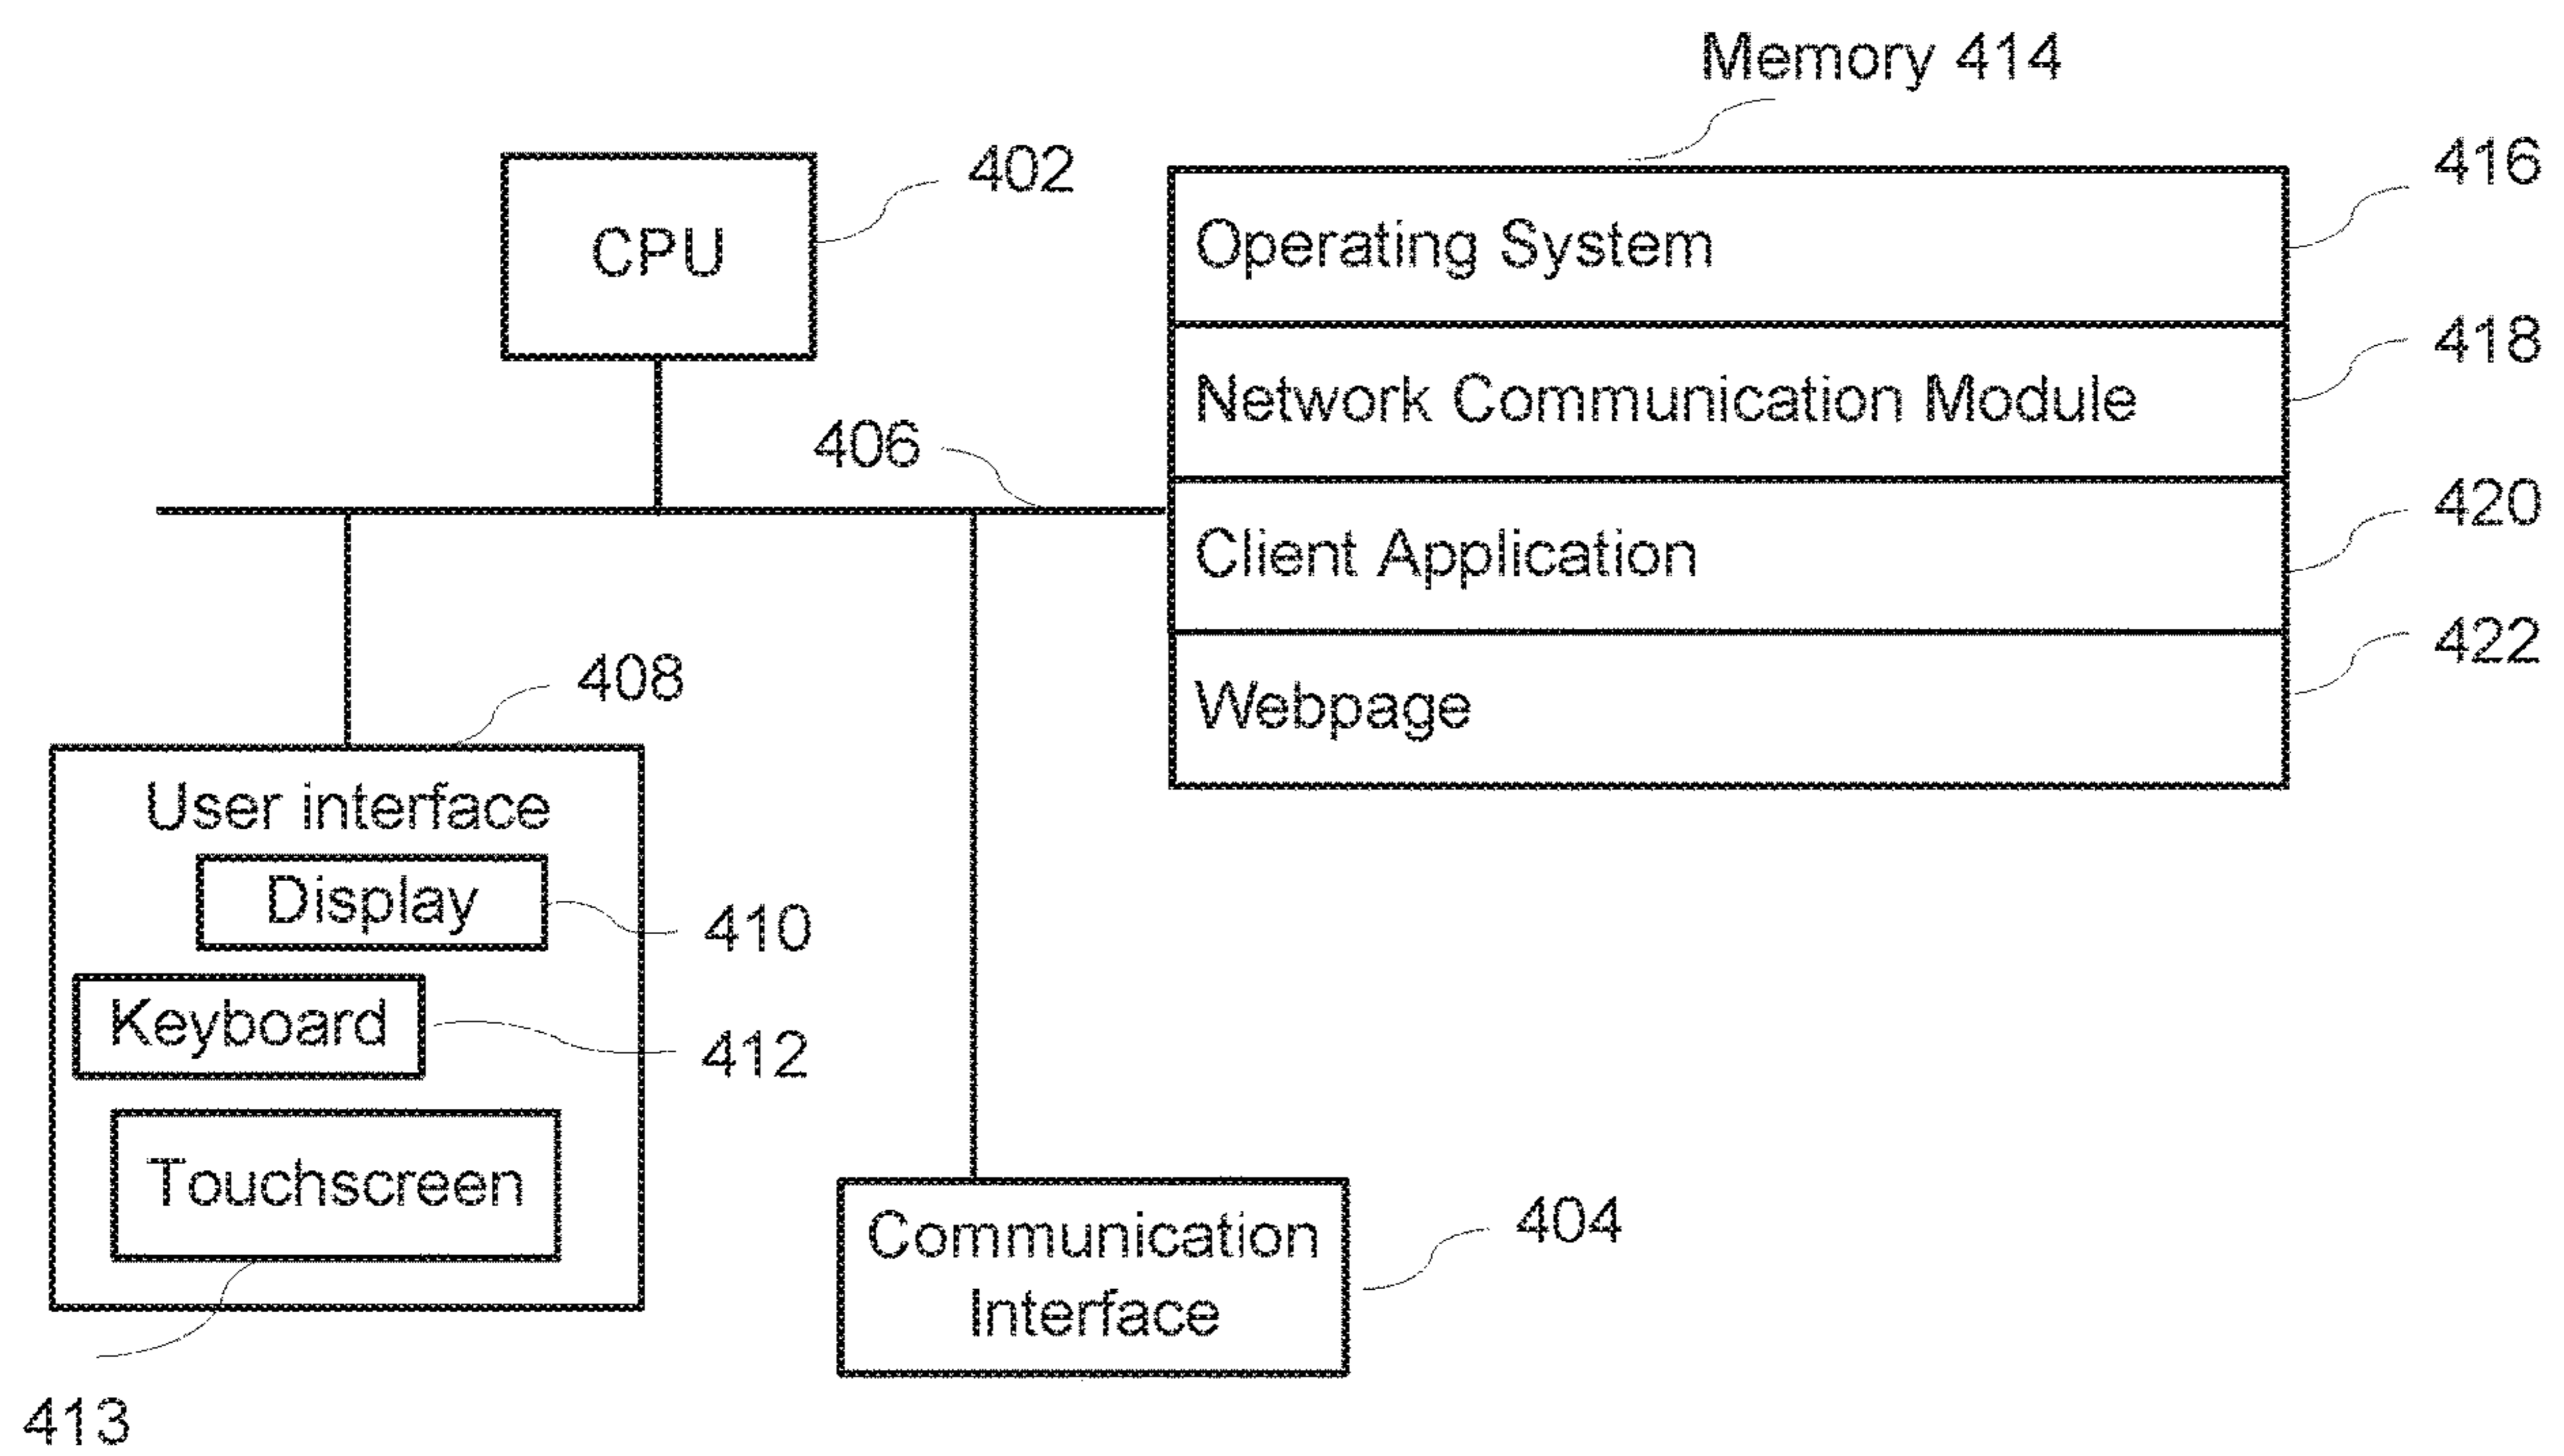 Memory 414
402
CPU
416
Operating System
418
Network Communication Module
406
420
Client Application
422
Webpage
408
User interface
Display
410
Keyboard
412
Touchscreen
413
Communication
Interface
404